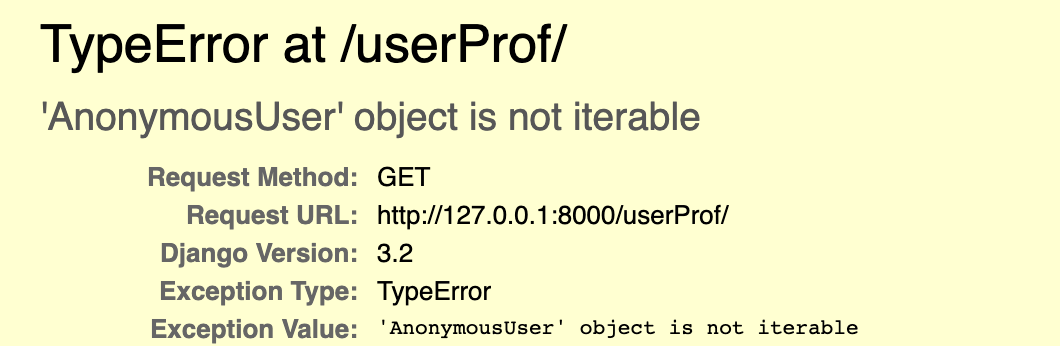 TypeError at /userProf/
'AnonymousUser' object is not iterable
Request Method: GET
Request URL: http://127.0.0.1:8000/userProf/
Django Version: 3.2
Exception Type: TypeError
Exception Value: 'AnonymousUser' object is not iterable